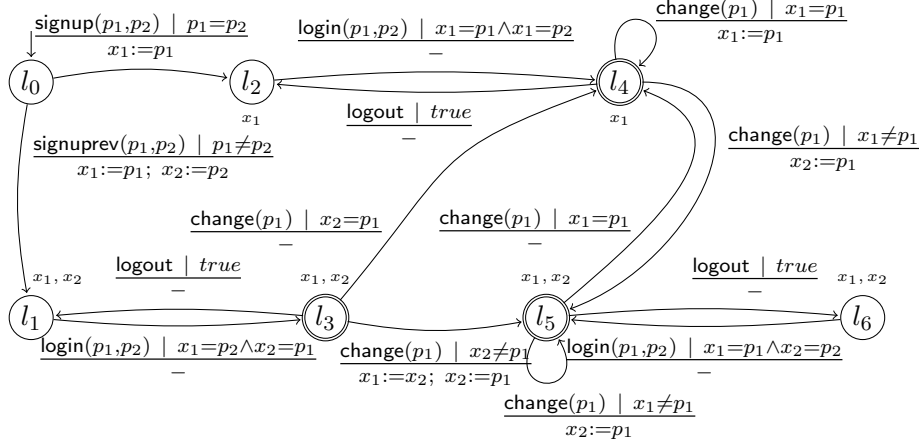 signup(p₁,p₂) | p₁=p₂
x₁:=p₁
login(p₁,p₂) | x₁=p₁∧x₁=p₂
−
change(p₁) | x₁=p₁
x₁:=p₁
l₀
l₂
l₄
x₁
x₁
logout | true
−
signuprev(p₁,p₂) | p₁≠p₂
x₁:=p₁; x₂:=p₂
change(p₁) | x₁≠p₁
x₂:=p₁
change(p₁) | x₂=p₁
−
change(p₁) | x₁=p₁
−
x₁, x₂
logout | true
−
x₁, x₂
x₁, x₂
logout | true
−
x₁, x₂
l₁
l₃
l₅
l₆
login(p₁,p₂) | x₁=p₂∧x₂=p₁
−
change(p₁) | x₂≠p₁
x₁:=x₂; x₂:=p₁
login(p₁,p₂) | x₁=p₁∧x₂=p₂
−
change(p₁) | x₁≠p₁
x₂:=p₁